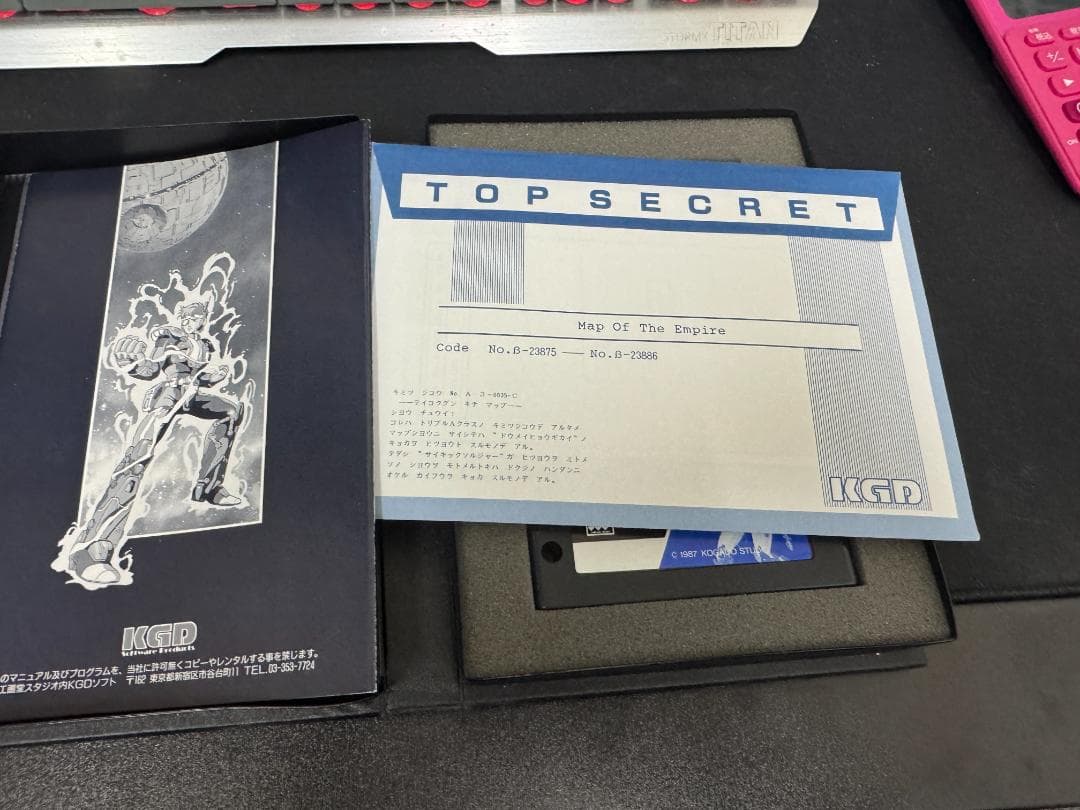 STORMX TITAN
TOP SECRET
Map Of The Empire
Code No.ß-23875 — No.ß-23886
キミツ ジコウ No. A 3-0035-C
——テイコクグン キチ マップ——
シヨウ チュウイ:
コレハ トリプルAクラスノ キミツジコウデ アルタメ
マップシヨウニ サイシテハ "ドウメイヒョウギカイ"ノ
キョカヲ ヒツヨウト スルモノデ アル。
タダシ "サイキックソルジャー"ガ ヒツヨウヲ ミトメ
ソノ シヨウヲ モトメルトキハ ドクジノ ハンダンニ
オケル カイフウヲ キョカ スルモノデ アル。
KGD
C 1987 KOGADO STUD
KGD
Software Products
のマニュアル及びプログラムを、当社に許可無くコピーやレンタルする事を禁じます。
工画堂スタジオ内KGDソフト 〒162 東京都新宿区市谷台町11 TEL.03-353-7724